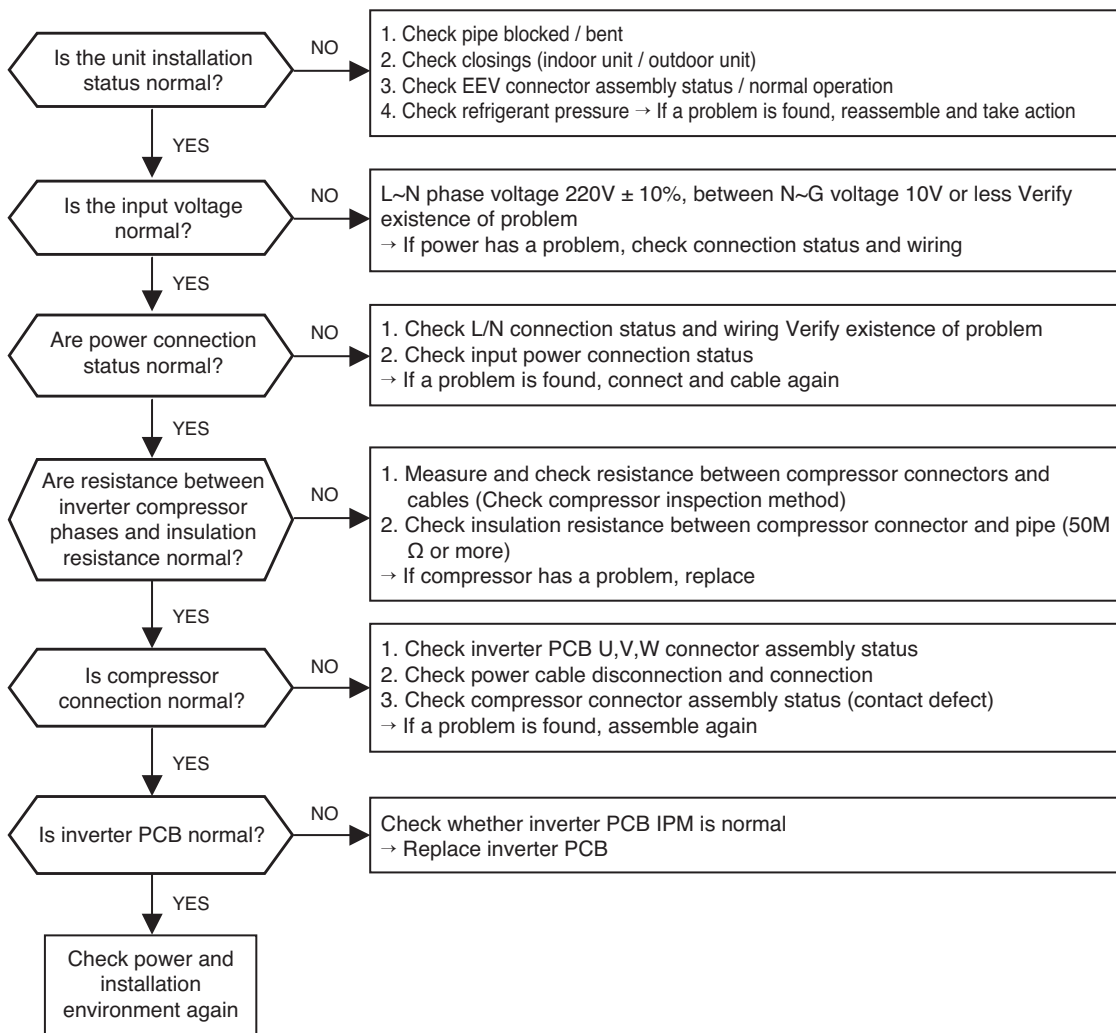 Is the unit installation
status normal?
NO
1. Check pipe blocked / bent
2. Check closings (indoor unit / outdoor unit)
3. Check EEV connector assembly status / normal operation
4. Check refrigerant pressure → If a problem is found, reassemble and take action
YES
Is the input voltage
normal?
NO
L~N phase voltage 220V ± 10%, between N~G voltage 10V or less Verify
existence of problem
→ If power has a problem, check connection status and wiring
YES
Are power connection
status normal?
NO
1. Check L/N connection status and wiring Verify existence of problem
2. Check input power connection status
→ If a problem is found, connect and cable again
YES
Are resistance between
inverter compressor
phases and insulation
resistance normal?
NO
1. Measure and check resistance between compressor connectors and
cables (Check compressor inspection method)
2. Check insulation resistance between compressor connector and pipe (50M
Ω or more)
→ If compressor has a problem, replace
YES
Is compressor
connection normal?
NO
1. Check inverter PCB U,V,W connector assembly status
2. Check power cable disconnection and connection
3. Check compressor connector assembly status (contact defect)
→ If a problem is found, assemble again
YES
Is inverter PCB normal?
NO
Check whether inverter PCB IPM is normal
→ Replace inverter PCB
YES
Check power and
installation
environment again